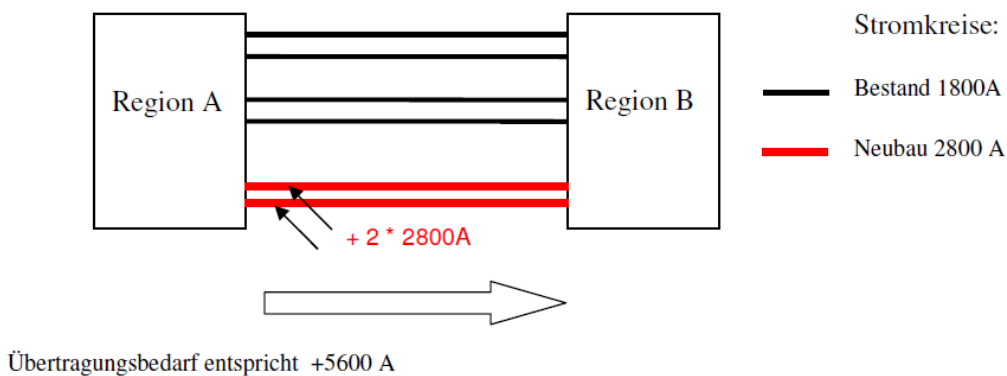 Stromkreise:
Region A
Region B
Bestand 1800A
Neubau 2800 A
+ 2 * 2800A
Übertragungsbedarf entspricht +5600 A